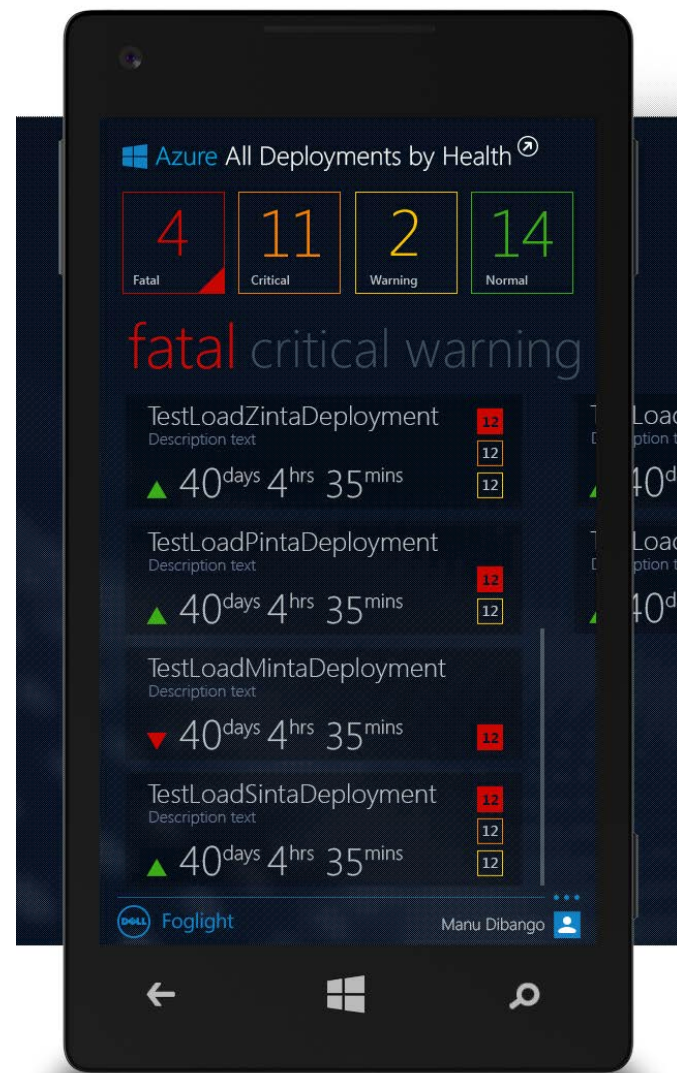 Azure All Deployments by Health
4 11 2 14
Fatal Critical Warning Normal
fatal critical warning
TestLoadZintaDeployment
Description text
40days 4hrs 35mins
12
12
12
TestLoadPintaDeployment
Description text
40days 4hrs 35mins
12
12
TestLoadMintaDeployment
Description text
40days 4hrs 35mins
12
TestLoadSintaDeployment
Description text
40days 4hrs 35mins
12
12
12
DELL Foglight
Manu Dibango